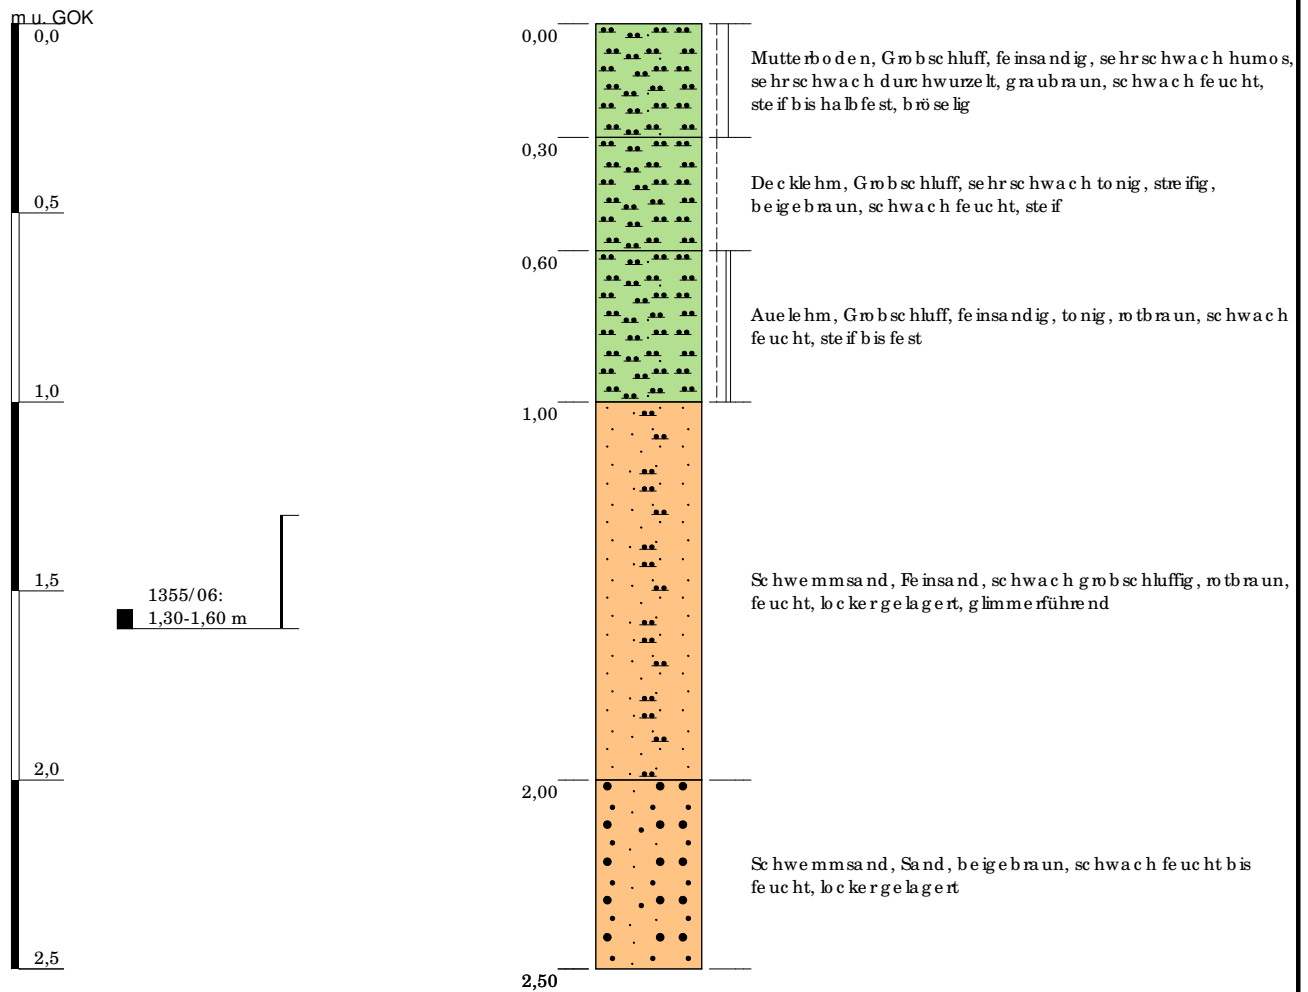 m u. GOK
0,0
0,00
Mutterboden, Grobschluff, feinsandig, sehr schwach humos,
sehr schwach durchwurzelt, graubraun, schwach feucht,
steif bis halbfest, bröselig
0,30
Decklehm, Grobschluff, sehr schwach tonig, streifig,
beigebraun, schwach feucht, steif
0,5
0,60
Auelehm, Grobschluff, feinsandig, tonig, rotbraun, schwach
feucht, steif bis fest
1,0
1,00
Schwemmsand, Feinsand, schwach grobschluffig, rotbraun,
feucht, locker gelagert, glimmerführend
1,5
1355/06:
1,30-1,60 m
2,0
2,00
Schwemmsand, Sand, beigebraun, schwach feucht bis
feucht, locker gelagert
2,5
2,50